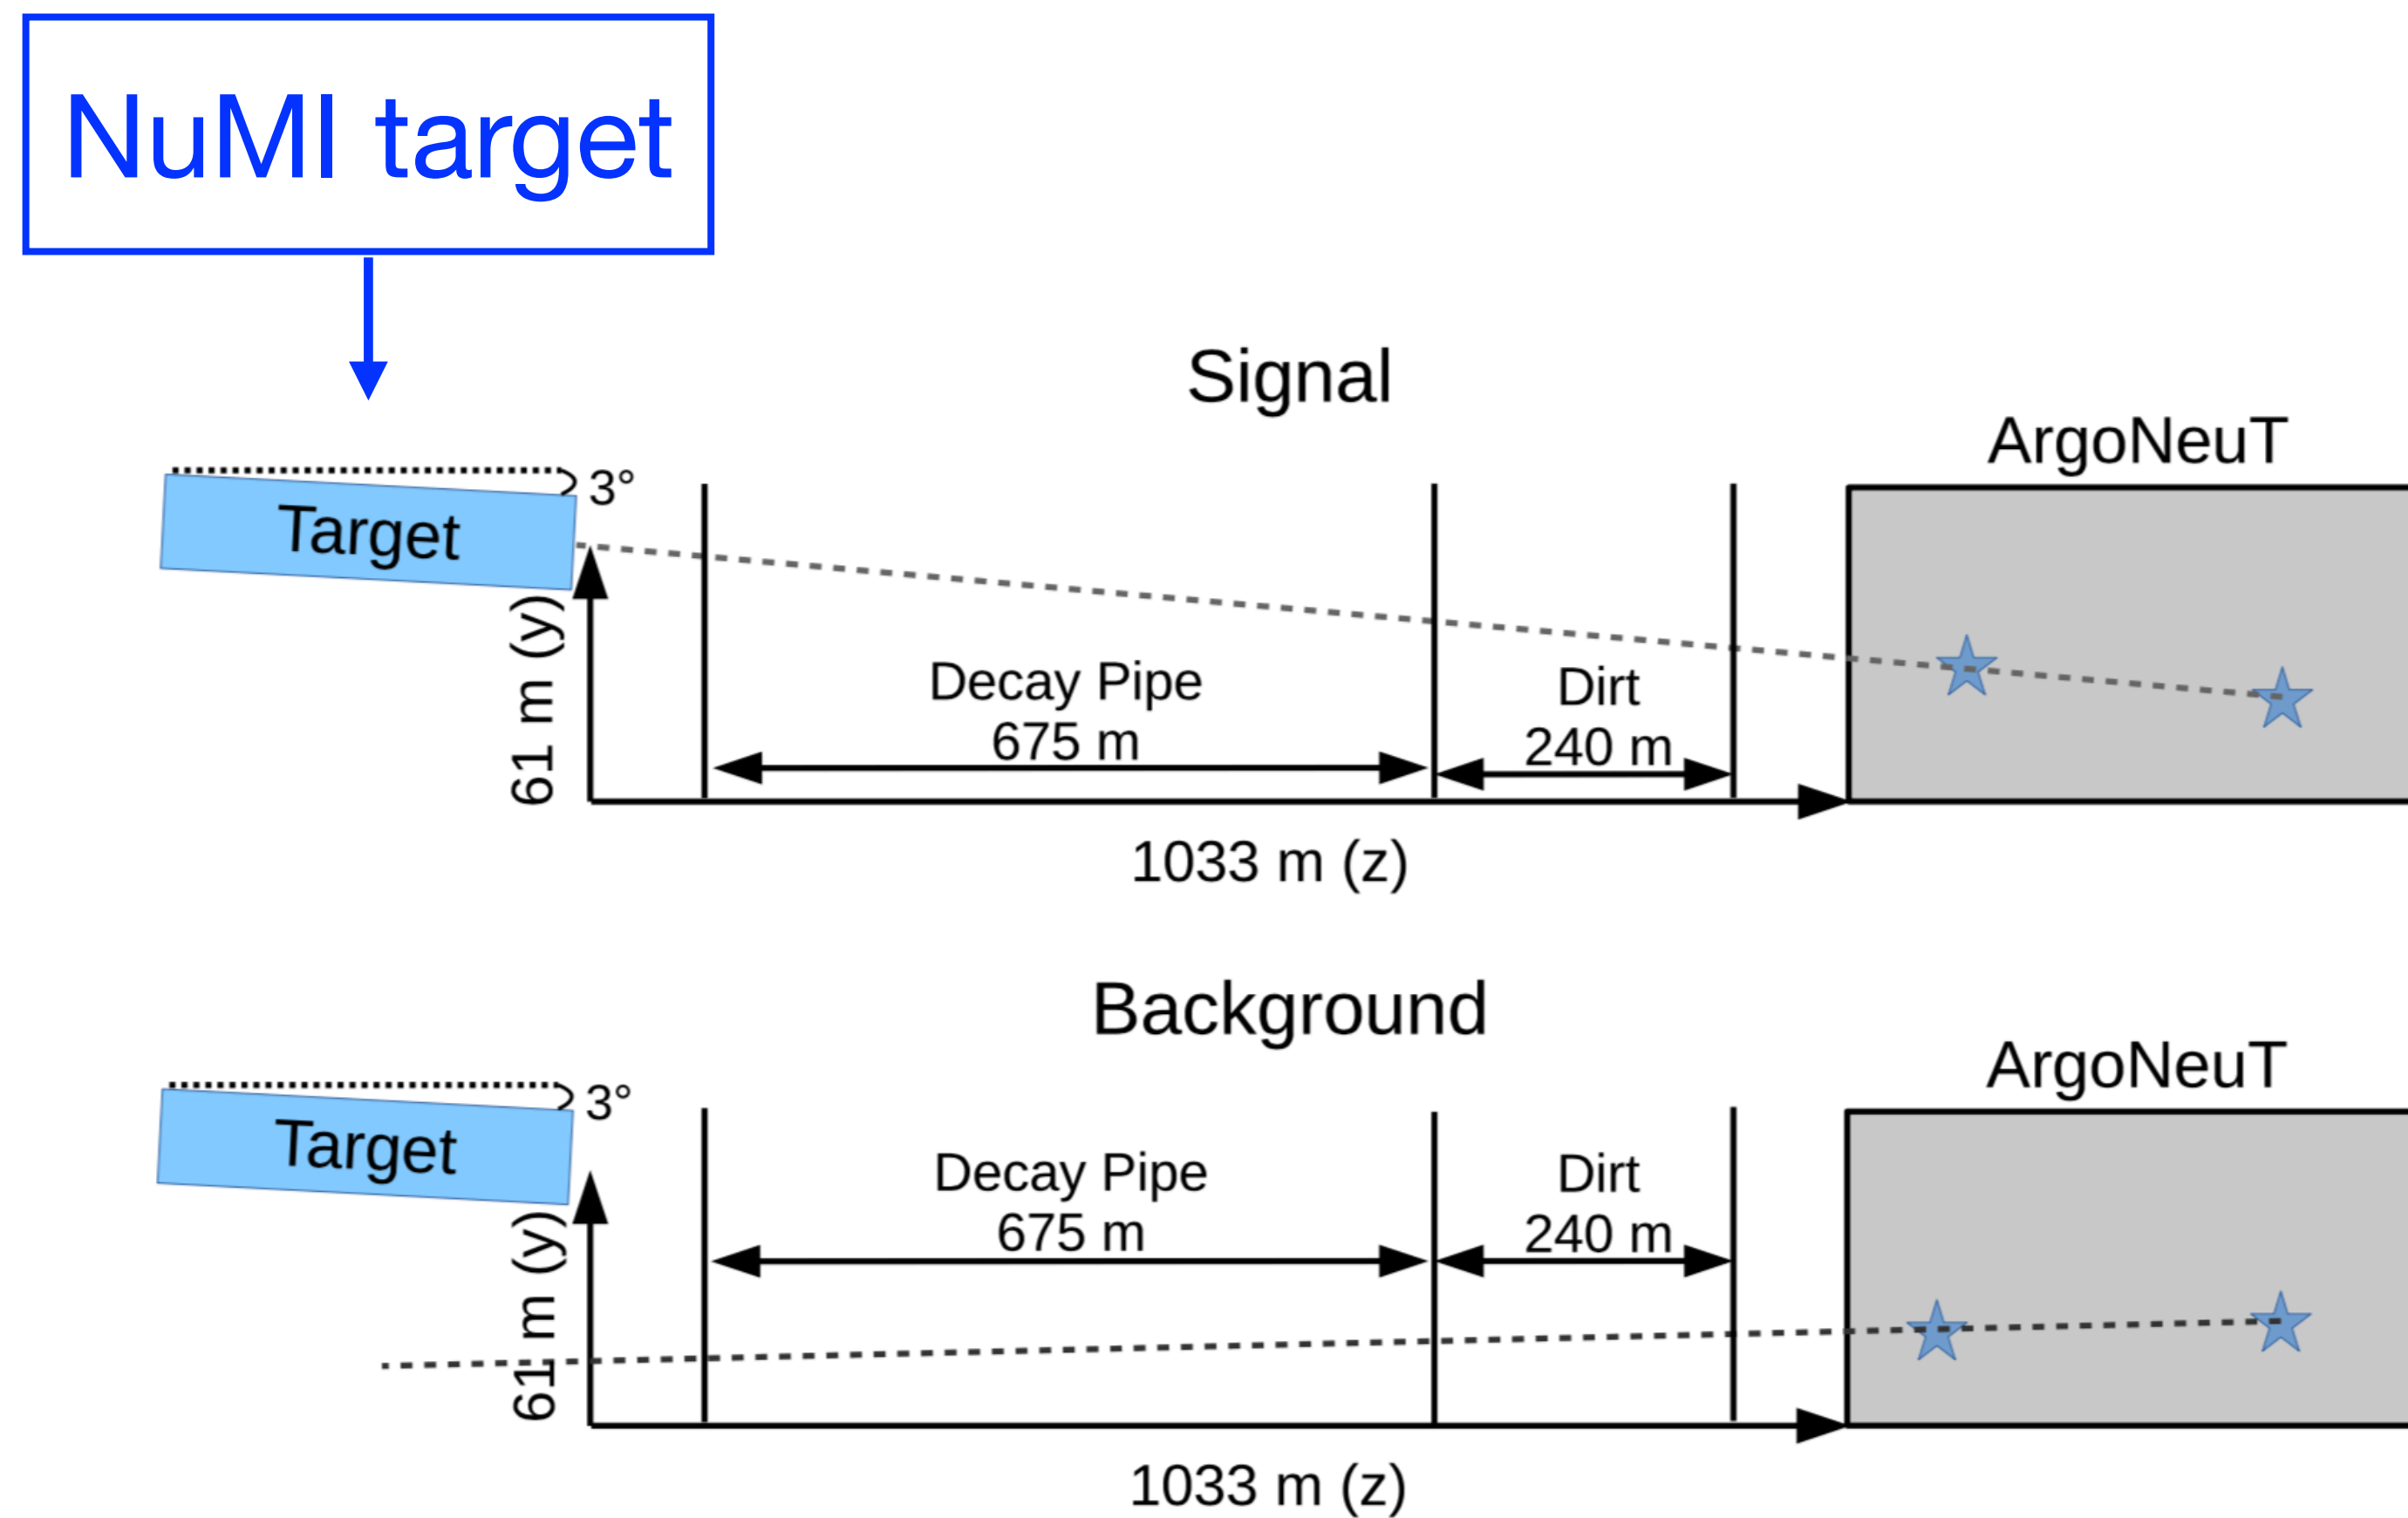 NuMI target
Signal
ArgoNeuT
3°
Target
61 m (y)
Decay Pipe
675 m
Dirt
240 m
1033 m (z)
Background
ArgoNeuT
3°
Target
61 m (y)
Decay Pipe
675 m
Dirt
240 m
1033 m (z)